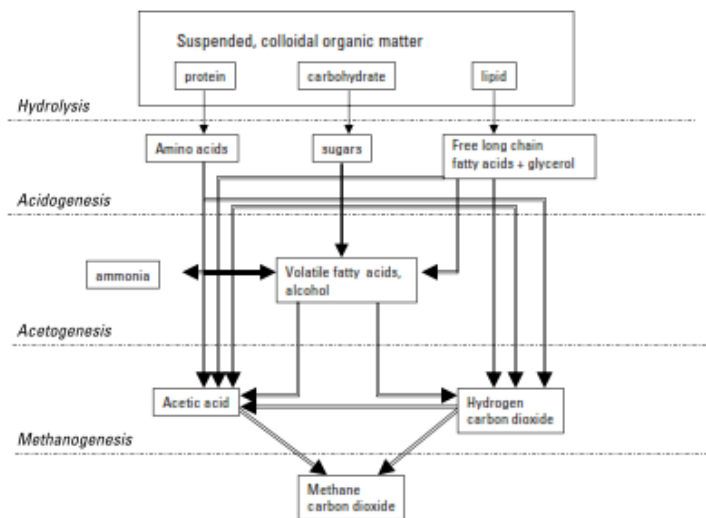 Suspended, colloidal organic matter
protein
carbohydrate
lipid
Hydrolysis
Amino acids
sugars
Free long chain
fatty acids + glycerol
Acidogenesis
ammonia
Volatile fatty acids,
alcohol
Acetogenesis
Acetic acid
Hydrogen
carbon dioxide
Methanogenesis
Methane
carbon dioxide